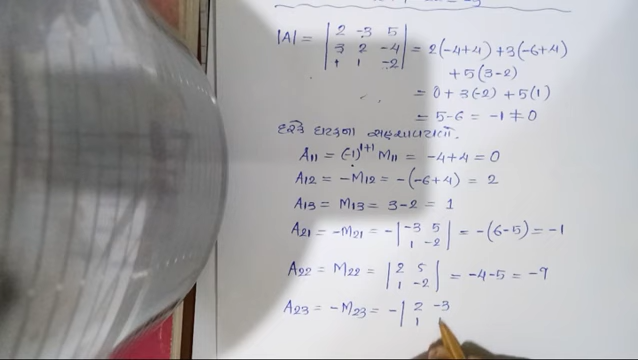 |A| = | 2 -3 5 | = 2(-4+4) + 3(-6+4)
| 3 2 -4 |
| 1 1 -2 | + 5(3-2)
= 0 + 3(-2) + 5(1)
= 5-6 = -1 ≠ 0
દરેક ઘટકના સહઅવયવો.
A11 = (-1)^1+1 M11 = -4+4 = 0
A12 = -M12 = -(-6+4) = 2
A13 = M13 = 3-2 = 1
A21 = -M21 = - | -3 5 | = -(6-5) = -1
| 1 -2 |
A22 = M22 = | 2 5 | = -4-5 = -9
| 1 -2 |
A23 = -M23 = - | 2 -3
| 1